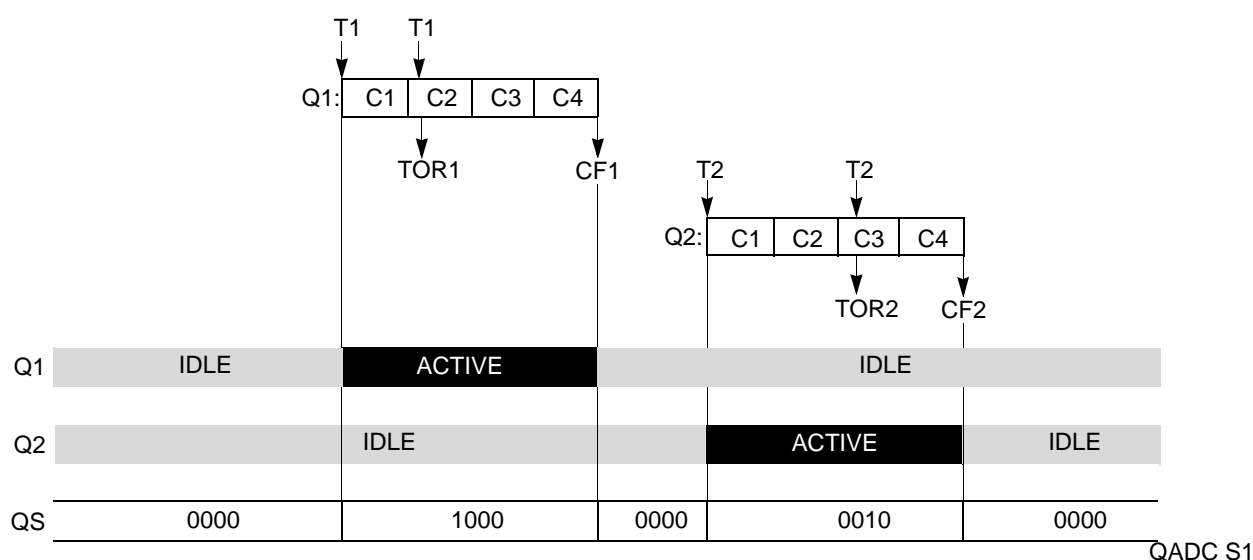 T1 T1
Q1: C1 C2 C3 C4
TOR1 CF1 T2 T2
Q2: C1 C2 C3 C4
TOR2 CF2
Q1 IDLE ACTIVE IDLE
Q2 IDLE ACTIVE IDLE
QS 0000 1000 0000 0010 0000
QADC S1